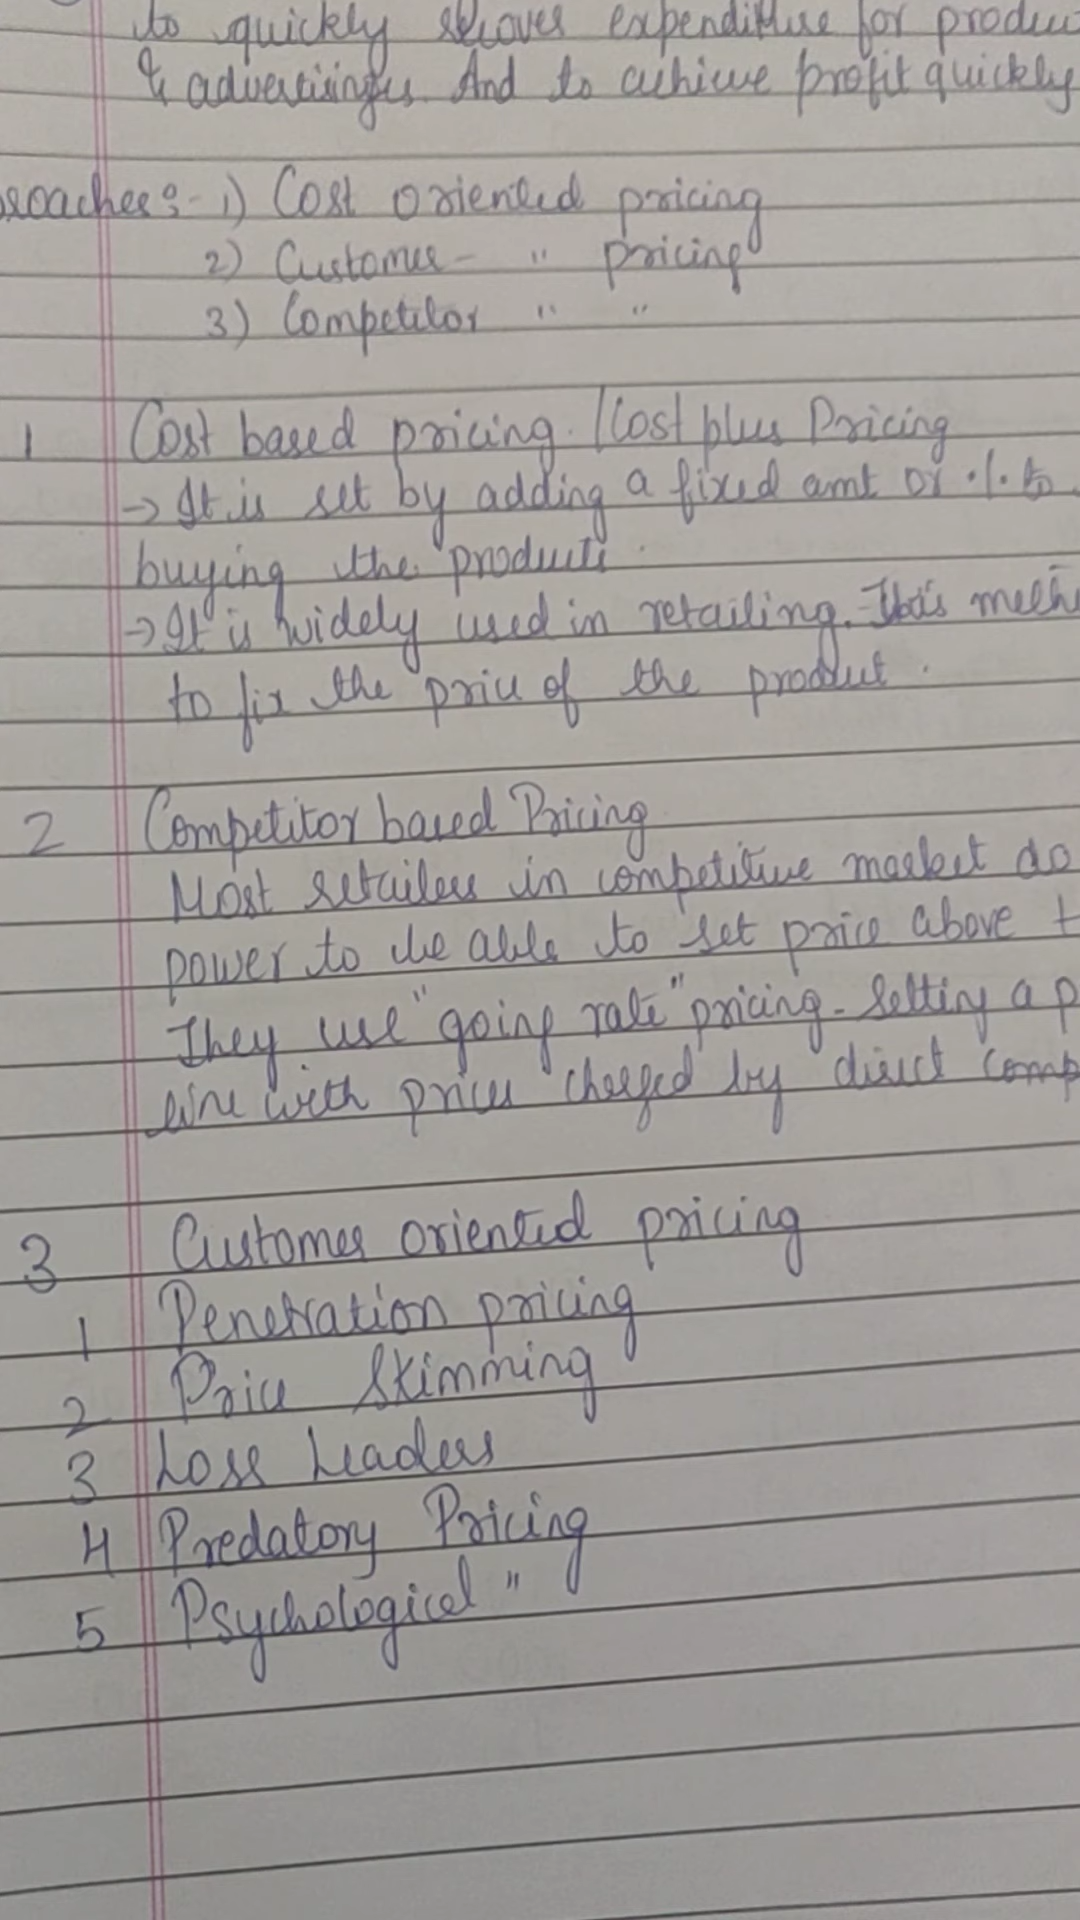 to quickly recover expenditure for produc
& advertisings. And to achieve profit quickly
roaches:- 1) Cost oriented pricing
2) Customer - " pricing
3) Competitor " "
1 Cost based pricing. /Cost plus Pricing
→ It is set by adding a fixed amt or % to
buying the products.
→ It is widely used in retailing. This meth
to fix the price of the product.
2 Competitor based Pricing
Most retailers in competitive market do
power to be able to set price above t
They use "going rate" pricing - Setting a p
line with prices charged by direct comp
3 Customer oriented pricing
1 Penetration pricing
2 Price Skimming
3 Loss Leaders
4 Predatory Pricing
5 Psychological "